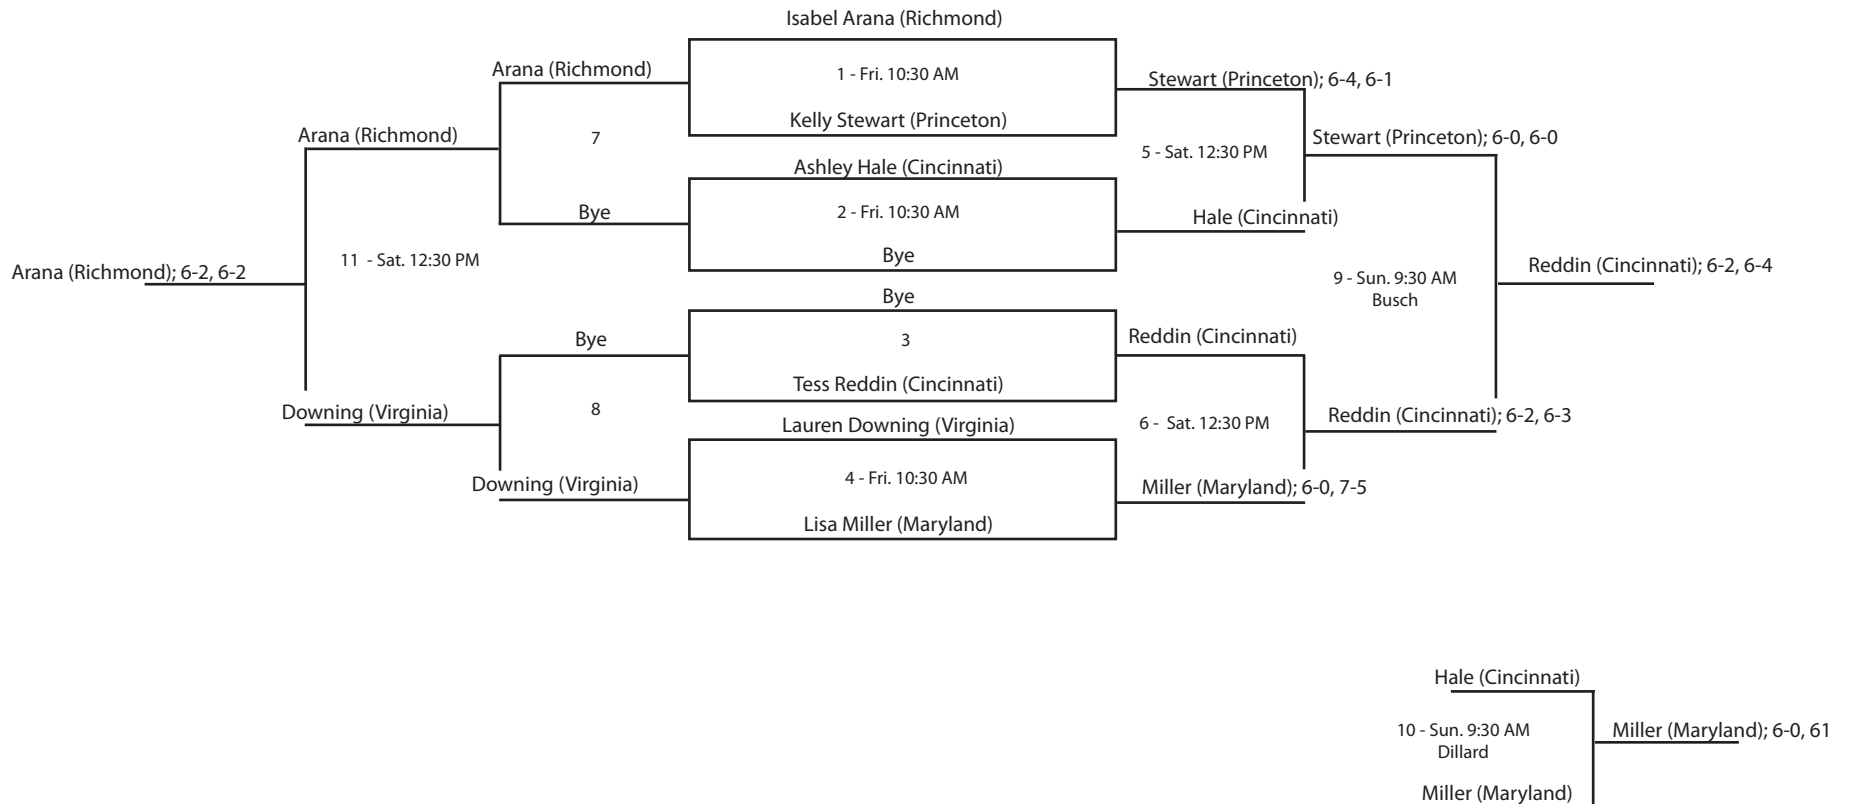 Isabel Arana (Richmond)
Arana (Richmond)
1 - Fri. 10:30 AM
Stewart (Princeton); 6-4, 6-1
Kelly Stewart (Princeton)
Arana (Richmond)
7
Stewart (Princeton); 6-0, 6-0
5 - Sat. 12:30 PM
Ashley Hale (Cincinnati)
Bye
2 - Fri. 10:30 AM
Hale (Cincinnati)
Bye
11 - Sat. 12:30 PM
Arana (Richmond); 6-2, 6-2
9 - Sun. 9:30 AM
Busch
Reddin (Cincinnati); 6-2, 6-4
Bye
Bye
3
Reddin (Cincinnati)
Tess Reddin (Cincinnati)
Downing (Virginia)
8
Lauren Downing (Virginia)
6 - Sat. 12:30 PM
Reddin (Cincinnati); 6-2, 6-3
Downing (Virginia)
4 - Fri. 10:30 AM
Miller (Maryland); 6-0, 7-5
Lisa Miller (Maryland)
Hale (Cincinnati)
10 - Sun. 9:30 AM
Dillard
Miller (Maryland); 6-0, 61
Miller (Maryland)